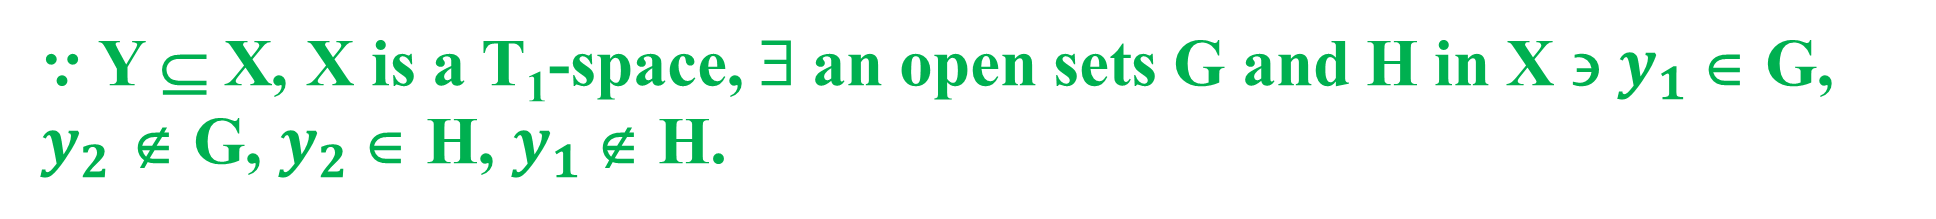 ∵ Y ⊆ X, X is a T₁-space, ∃ an open sets G and H in X ∍ y₁ ∈ G,
y₂ ∉ G, y₂ ∈ H, y₁ ∉ H.